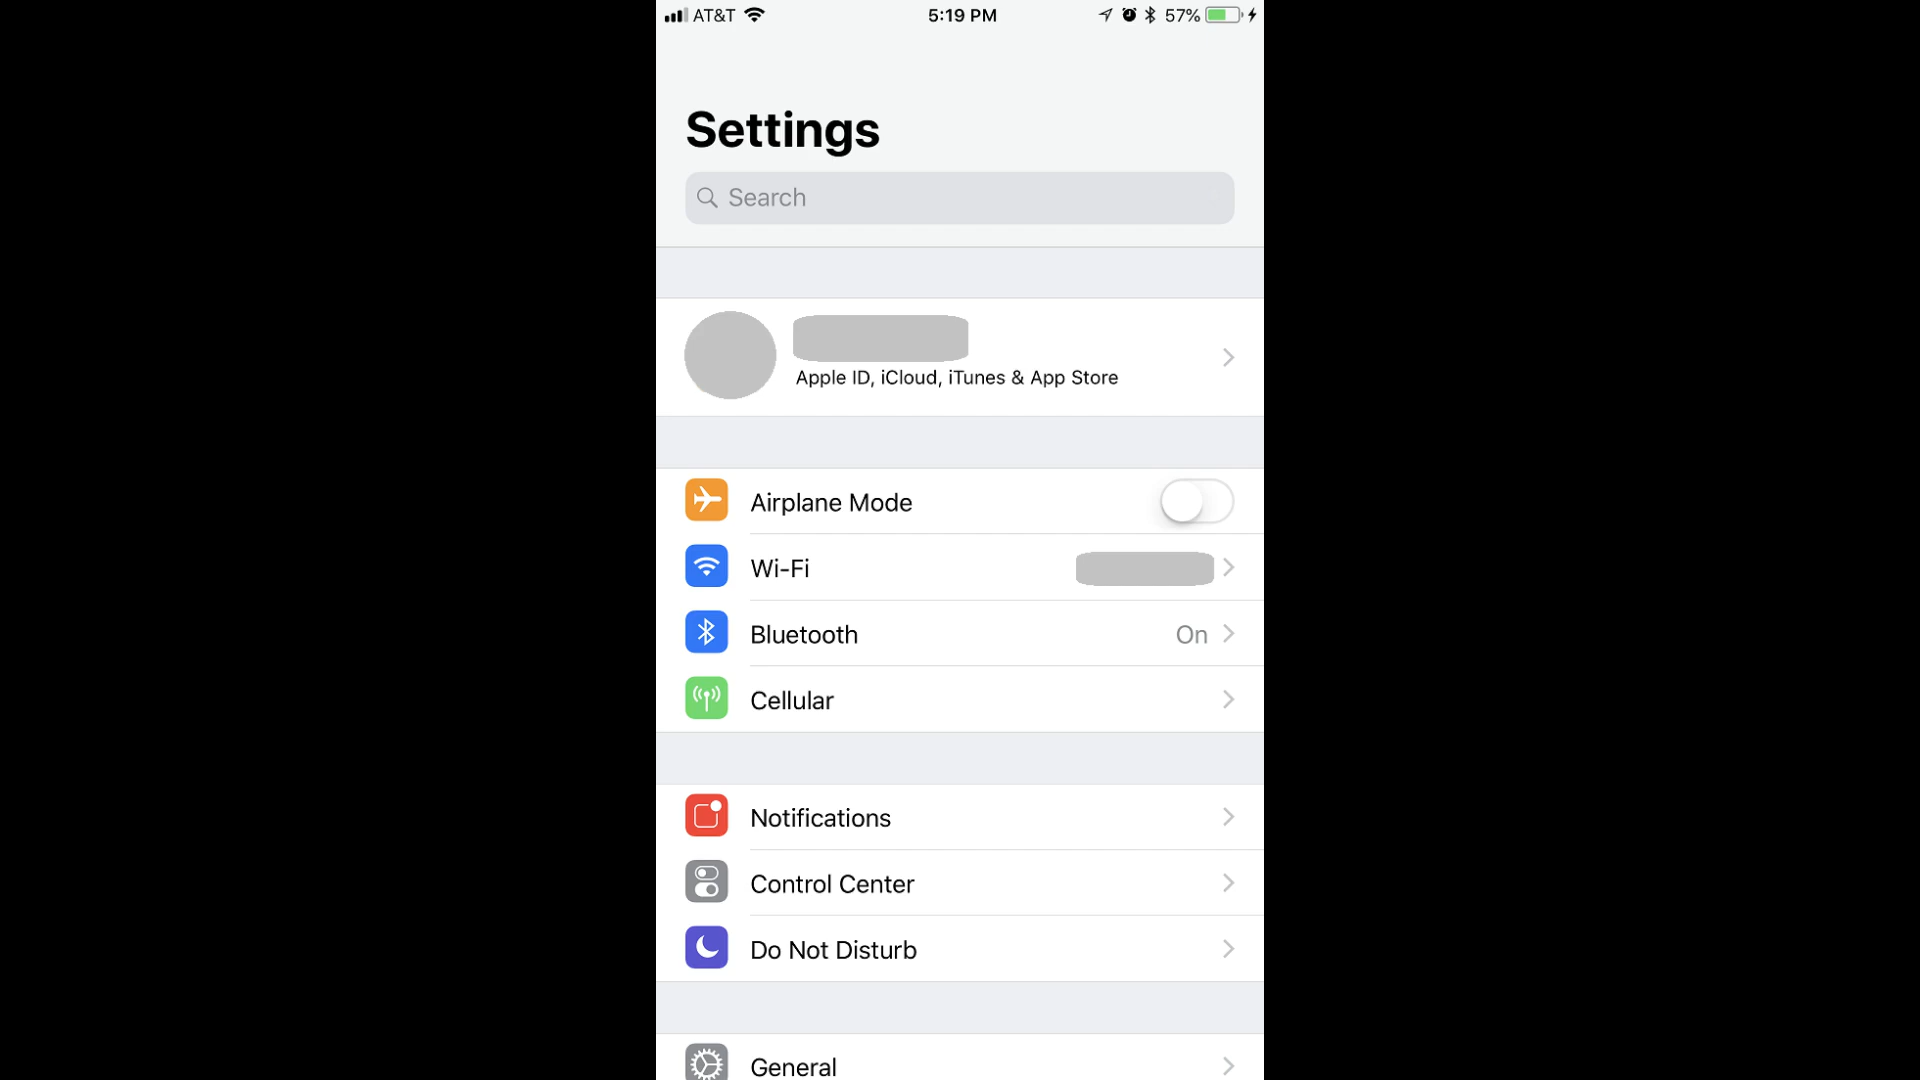 AT&T 5:19 PM 57%
Settings
Search
Apple ID, iCloud, iTunes & App Store
Airplane Mode
Wi-Fi
Bluetooth On
Cellular
Notifications
Control Center
Do Not Disturb
General